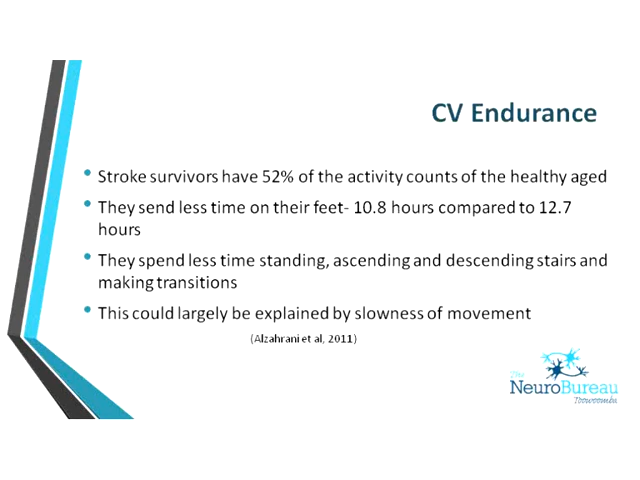 CV Endurance
• Stroke survivors have 52% of the activity counts of the healthy aged
• They send less time on their feet- 10.8 hours compared to 12.7
hours
• They spend less time standing, ascending and descending stairs and
making transitions
• This could largely be explained by slowness of movement
(Alzahrani et al, 2011)
The
NeuroBureau
Toowoomba